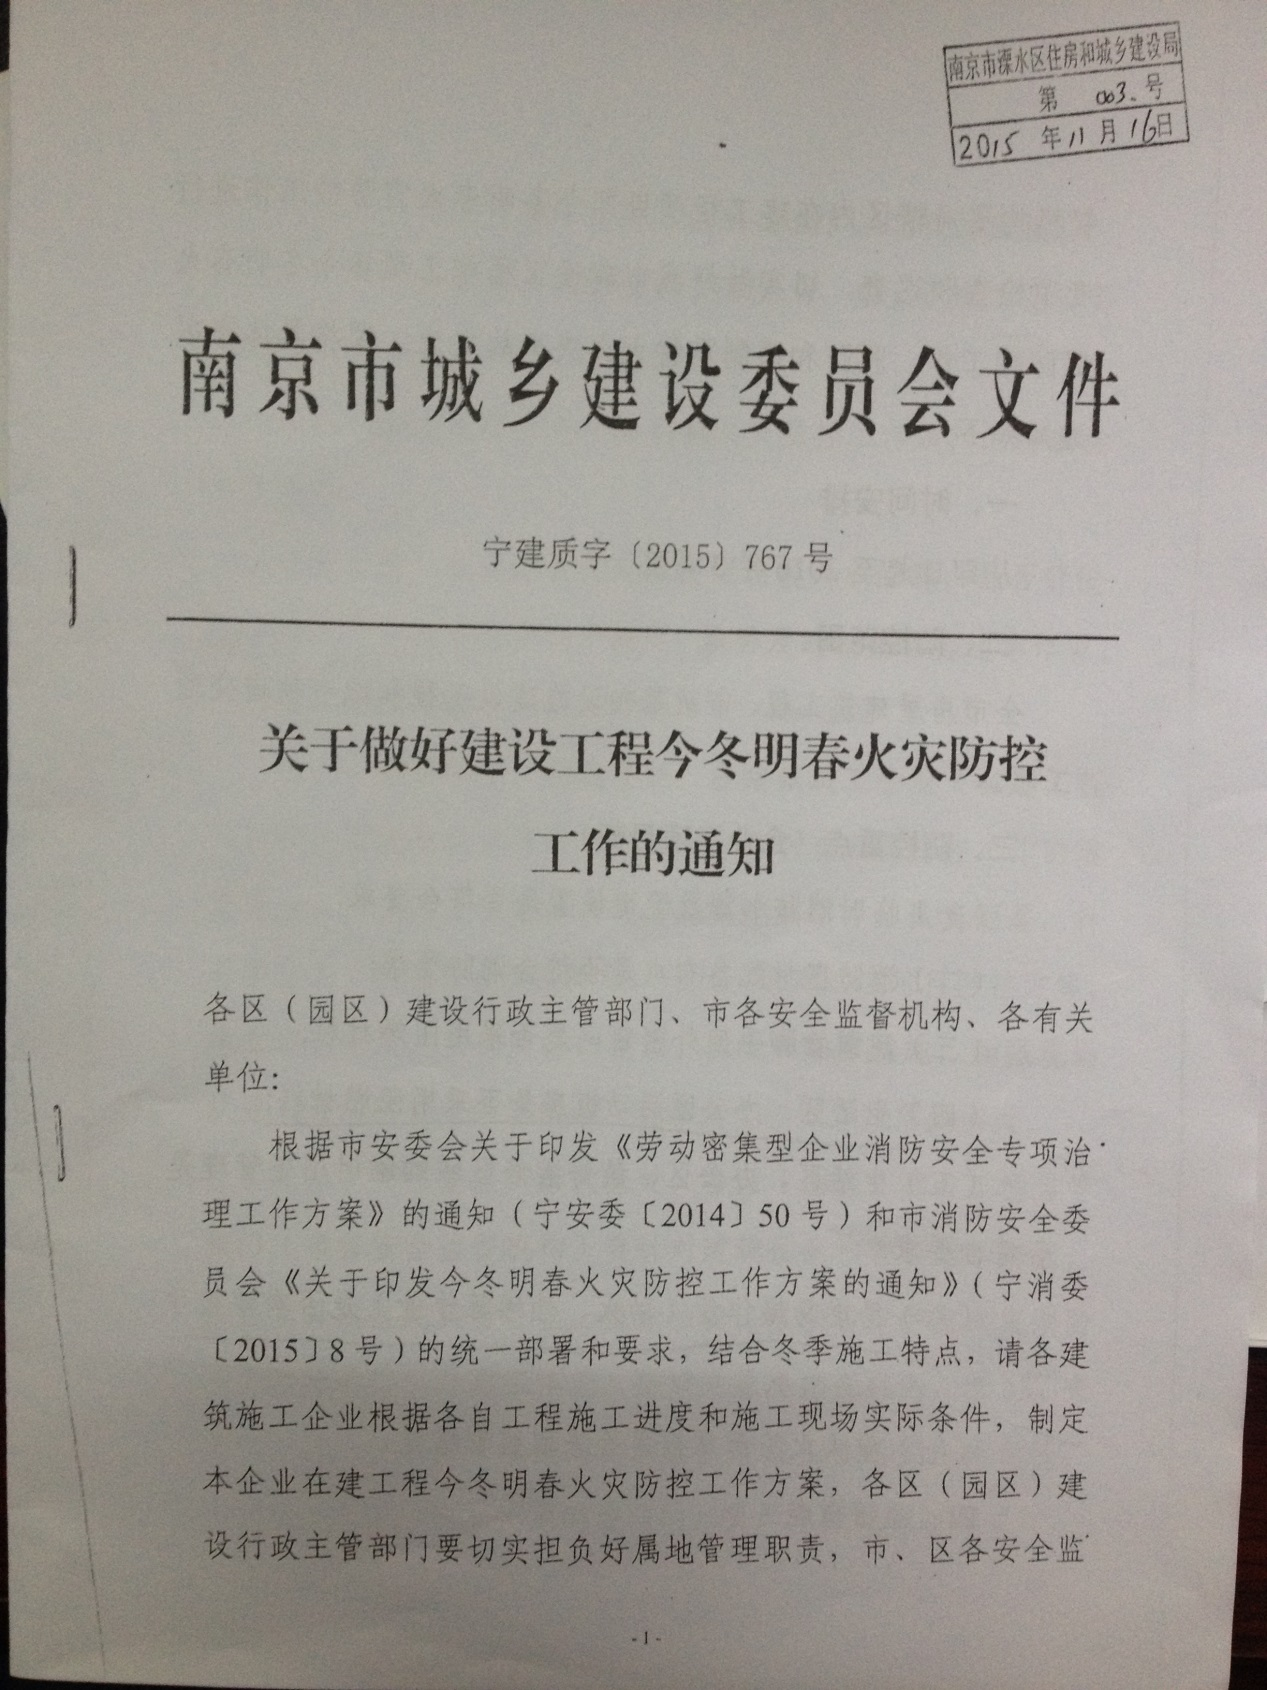 南京市溧水区住房和城乡建设局
第 003. 号
2015 年 11 月 16日
南京市城乡建设委员会文件
宁建质字〔2015〕767 号
关于做好建设工程今冬明春火灾防控
工作的通知
各区（园区）建设行政主管部门、市各安全监督机构、各有关
单位:
根据市安委会关于印发《劳动密集型企业消防安全专项治
理工作方案》的通知（宁安委〔2014〕50 号）和市消防安全委
员会《关于印发今冬明春火灾防控工作方案的通知》（宁消委
〔2015〕8 号）的统一部署和要求，结合冬季施工特点，请各建
筑施工企业根据各自工程施工进度和施工现场实际条件，制定
本企业在建工程今冬明春火灾防控工作方案，各区（园区）建
设行政主管部门要切实担负好属地管理职责，市、区各安全监
- 1 -